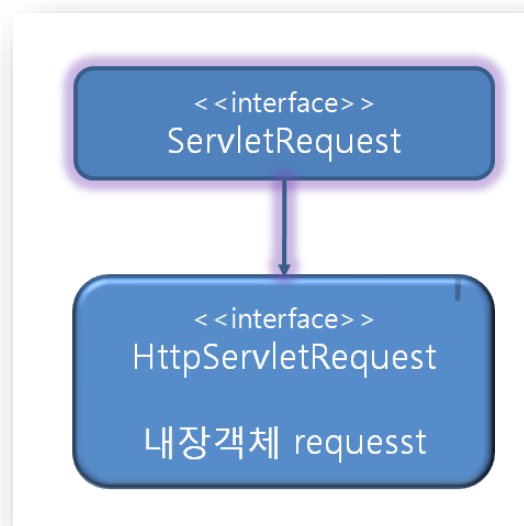 <<interface>>
ServletRequest
<<interface>>
HttpServletRequest
내장객체 requesst